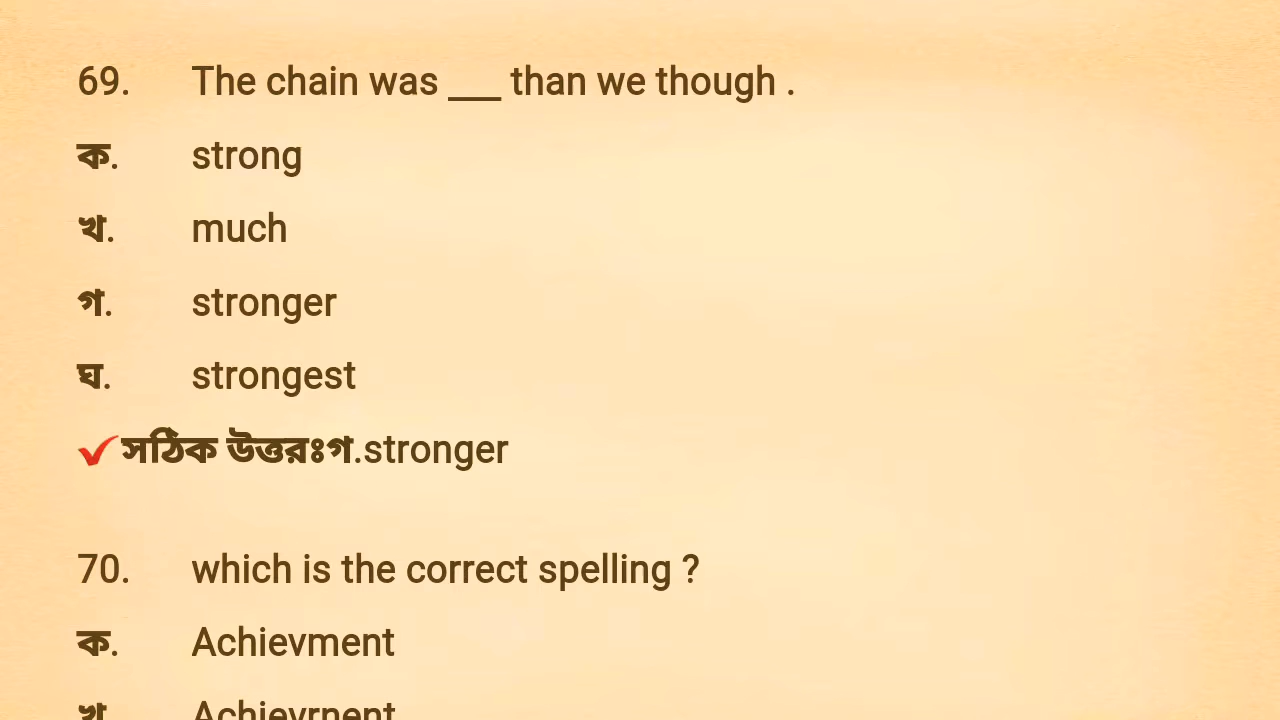 69. The chain was ___ than we though .
ক. strong
খ. much
গ. stronger
ঘ. strongest
✓সঠিক উত্তরঃগ.stronger
70. which is the correct spelling ?
ক. Achievment
খ. Achievrnent